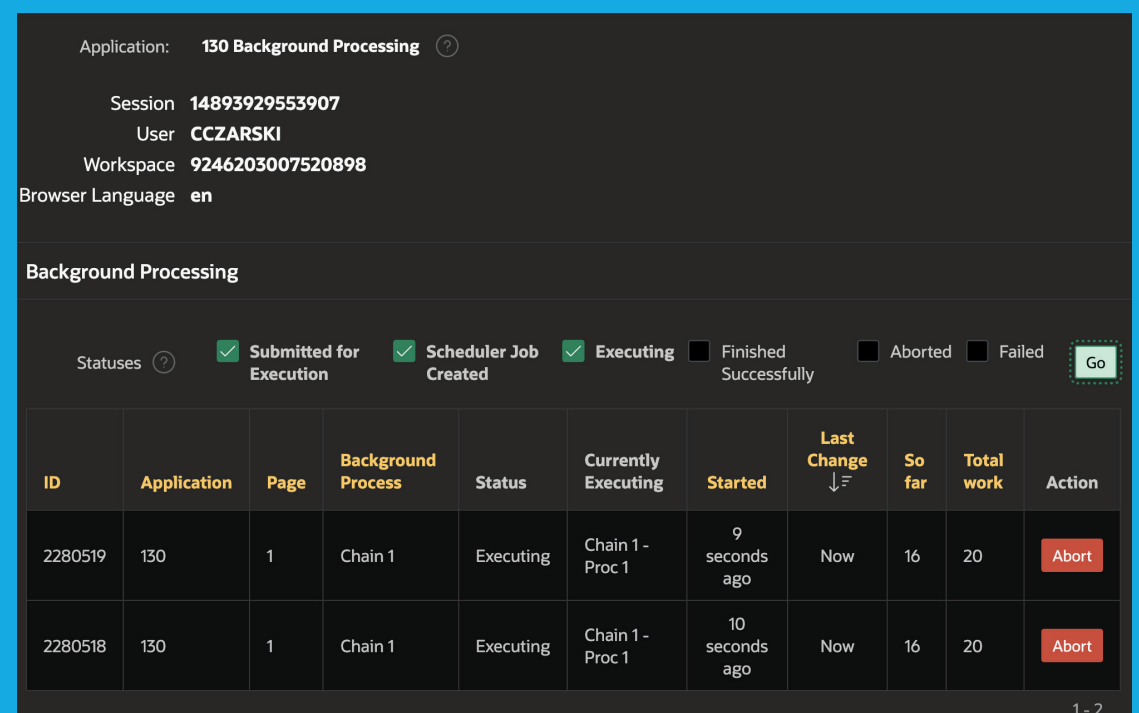 Application: 130 Background Processing ?
Session 14893929553907
User CCZARSKI
Workspace 9246203007520898
Browser Language en
Background Processing
Statuses ? Submitted for Execution Scheduler Job Created Executing Finished Successfully Aborted Failed Go
ID Application Page Background Process Status Currently Executing Started Last Change So far Total work Action
2280519 130 1 Chain 1 Executing Chain 1 - Proc 1 9 seconds ago Now 16 20 Abort
2280518 130 1 Chain 1 Executing Chain 1 - Proc 1 10 seconds ago Now 16 20 Abort
1 - 2